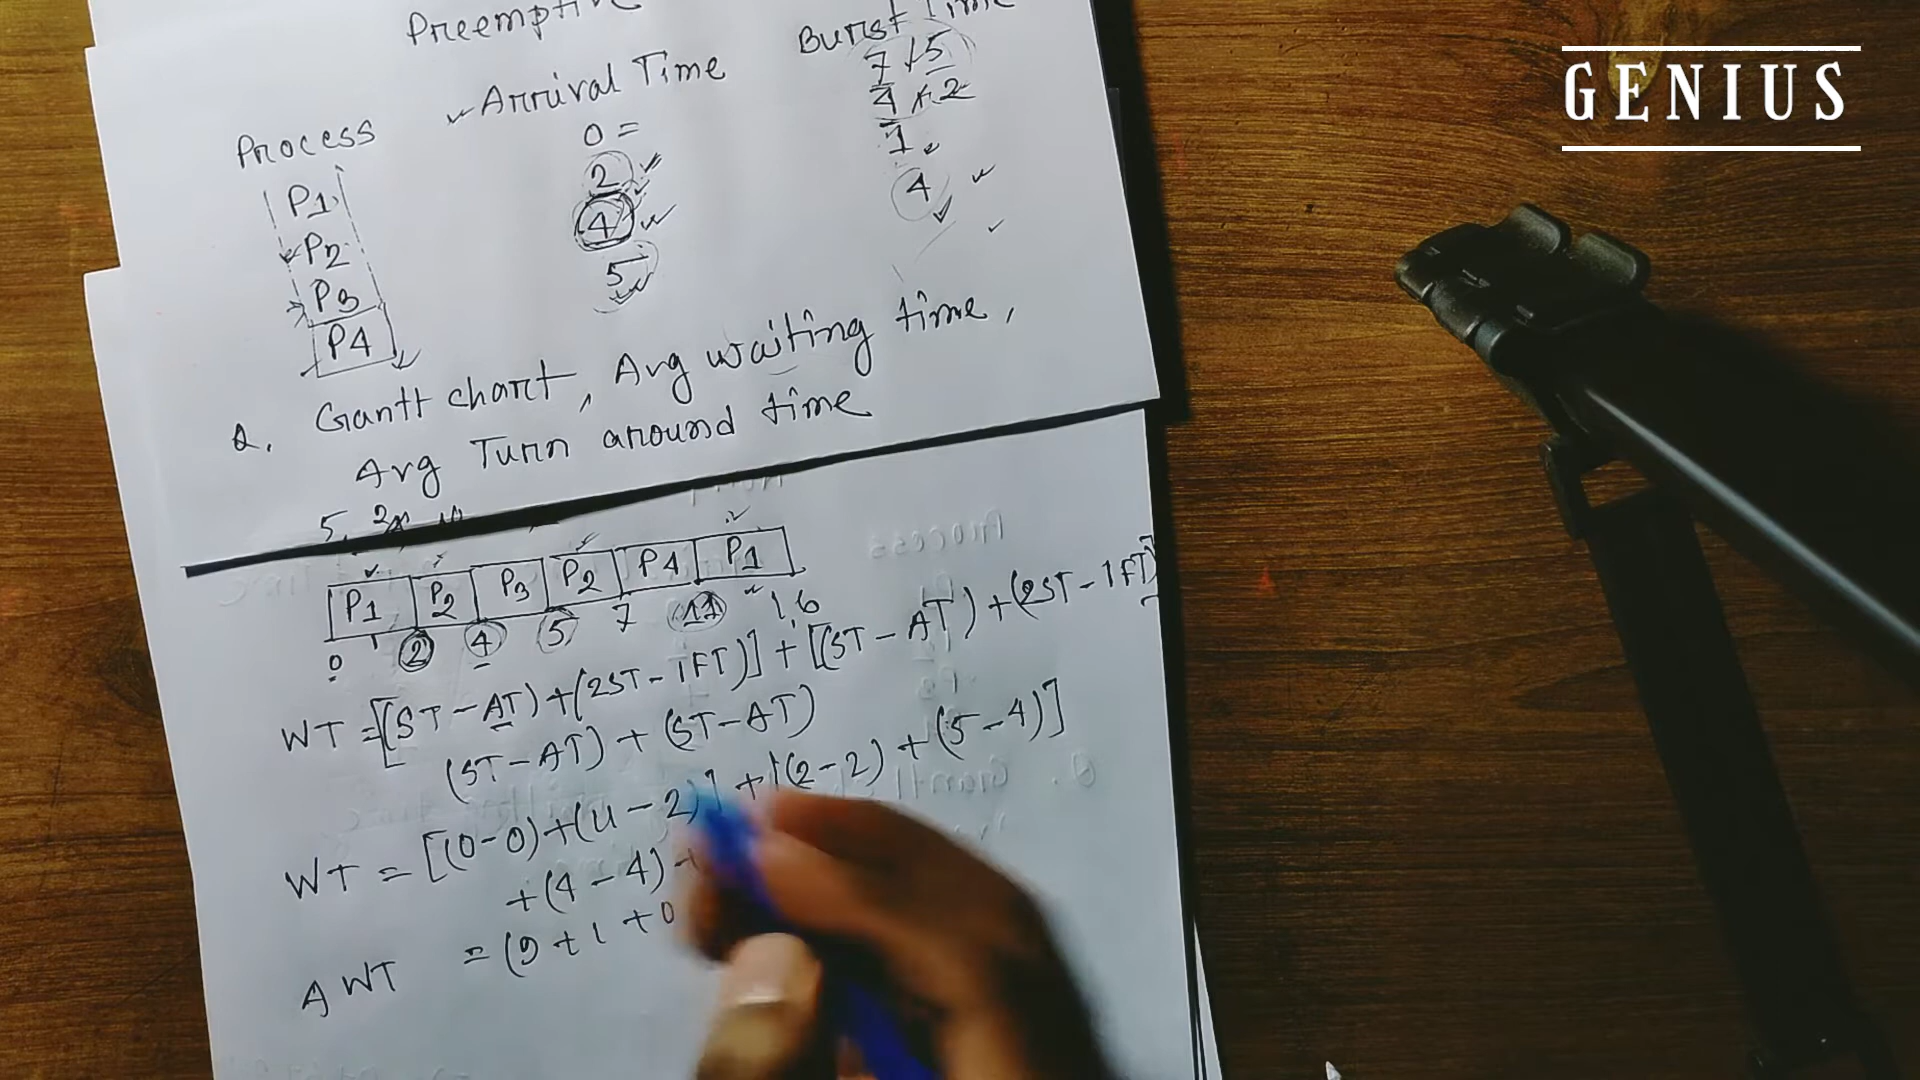 GENIUS
Preemptive
Process Arrival Time Burst Time
P1 0 = 7 5
P2 2 4 2
P3 4 1
P4 5 4
Q. Gantt chart, Avg waiting time,
Avg Turn around time
P1 P2 P3 P2 P4 P1
0 1 2 4 5 7 11 16
WT = [(ST - AT) + (2ST - 1FT)] + [(ST - AT) + (2ST - 1FT)]
(ST - AT) + (ST - AT)
WT = [(0-0) + (11 - 2)] + [(2-2) + (5-4)]
+ (4-4) +
AWT = (9 + 1 + 0